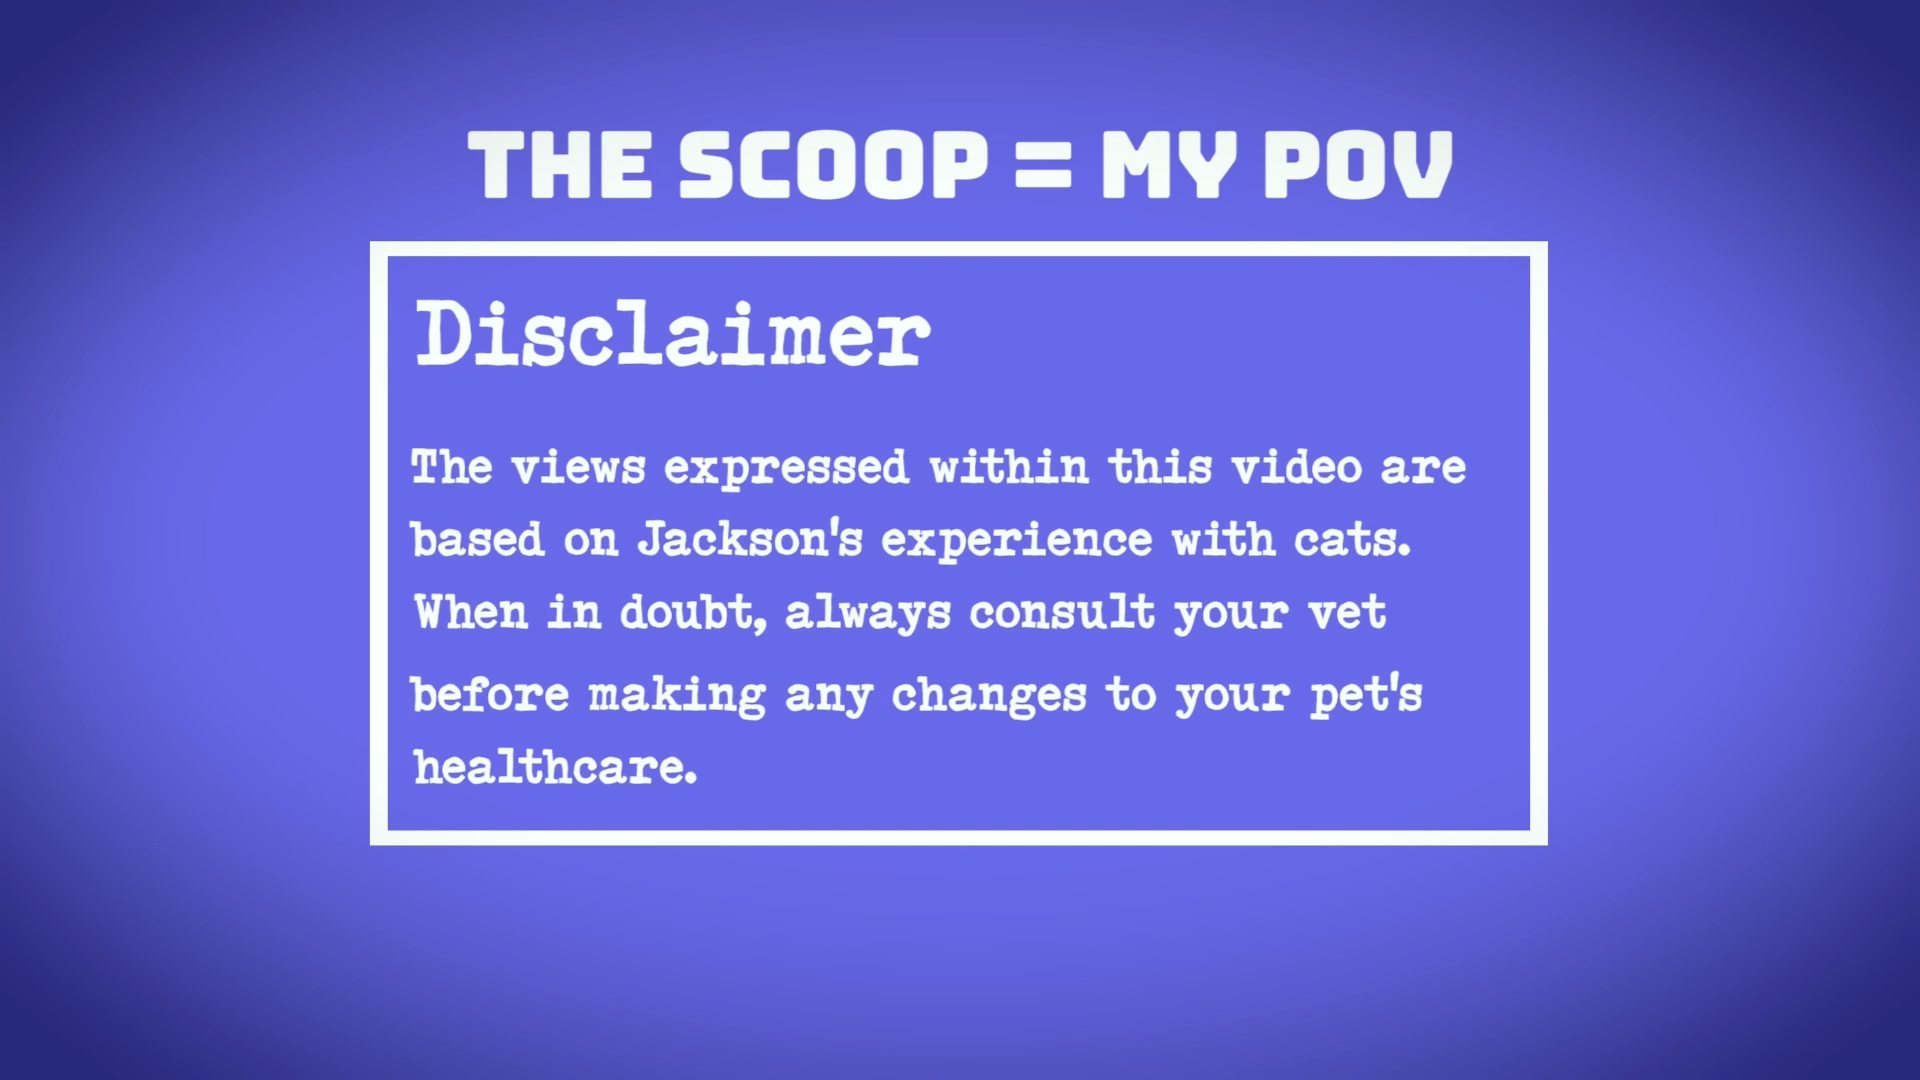 THE SCOOP = MY POV
Disclaimer
The views expressed within this video are
based on Jackson's experience with cats.
When in doubt, always consult your vet
before making any changes to your pet's
healthcare.